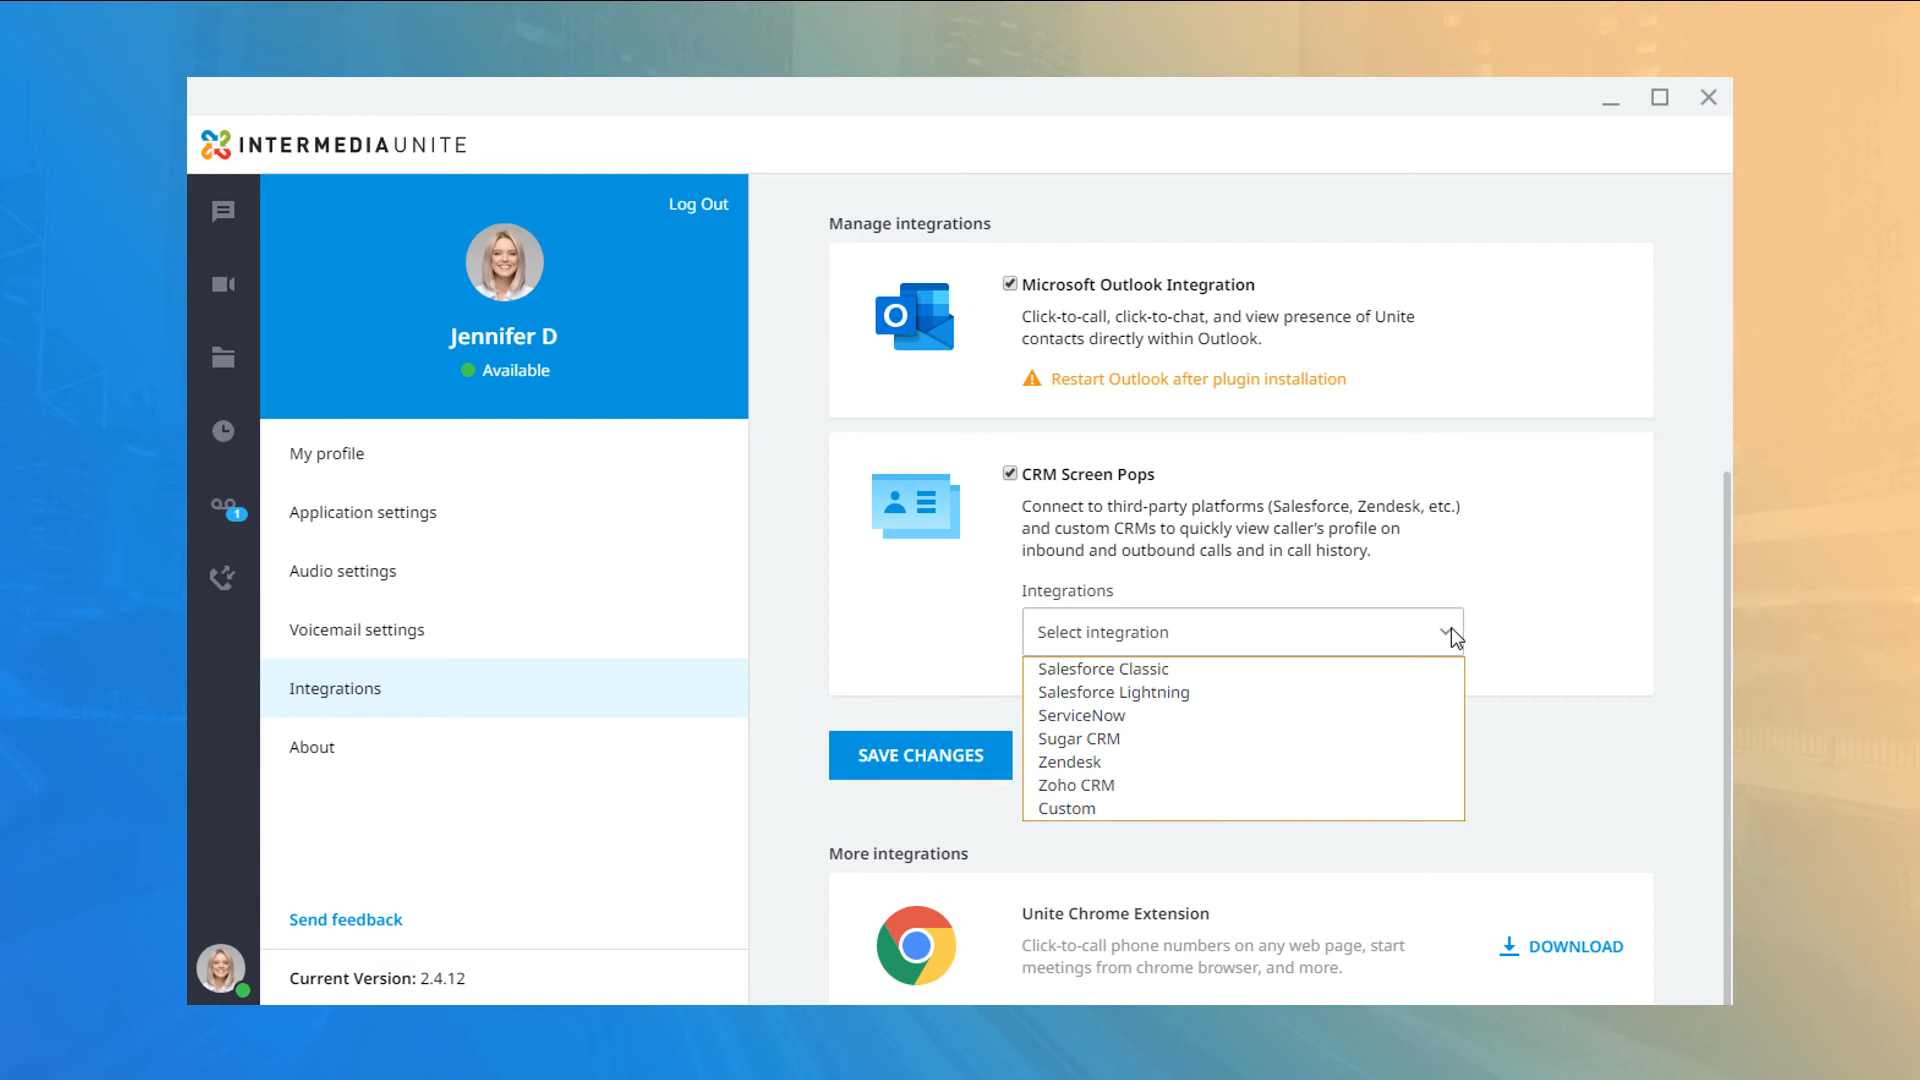 INTERMEDIA UNITE
Log Out
Jennifer D
Available
My profile
Application settings
Audio settings
Voicemail settings
Integrations
About
Send feedback
Current Version: 2.4.12
1
Manage integrations
O
Microsoft Outlook Integration
Click-to-call, click-to-chat, and view presence of Unite
contacts directly within Outlook.
Restart Outlook after plugin installation
CRM Screen Pops
Connect to third-party platforms (Salesforce, Zendesk, etc.)
and custom CRMs to quickly view caller's profile on
inbound and outbound calls and in call history.
Integrations
Select integration
Salesforce Classic
Salesforce Lightning
ServiceNow
Sugar CRM
Zendesk
Zoho CRM
Custom
SAVE CHANGES
More integrations
Unite Chrome Extension
Click-to-call phone numbers on any web page, start
meetings from chrome browser, and more.
DOWNLOAD